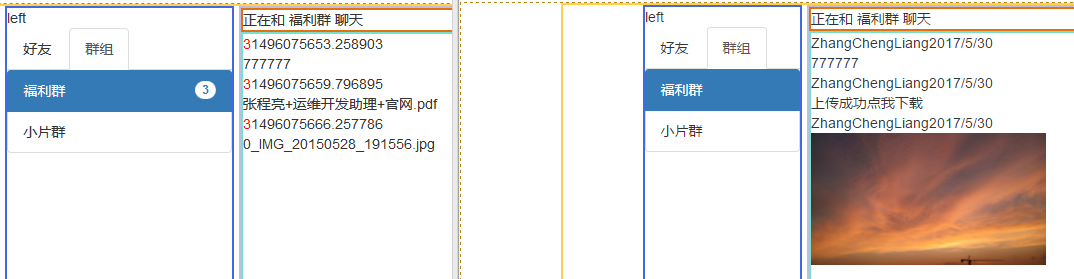 left
好友 群组
福利群 3
小片群
正在和 福利群 聊天
31496075653.258903
777777
31496075659.796895
张程亮+运维开发助理+官网.pdf
31496075666.257786
0_IMG_20150528_191556.jpg
left
好友 群组
福利群
小片群
正在和 福利群 聊天
ZhangChengLiang2017/5/30
777777
ZhangChengLiang2017/5/30
上传成功点我下载
ZhangChengLiang2017/5/30